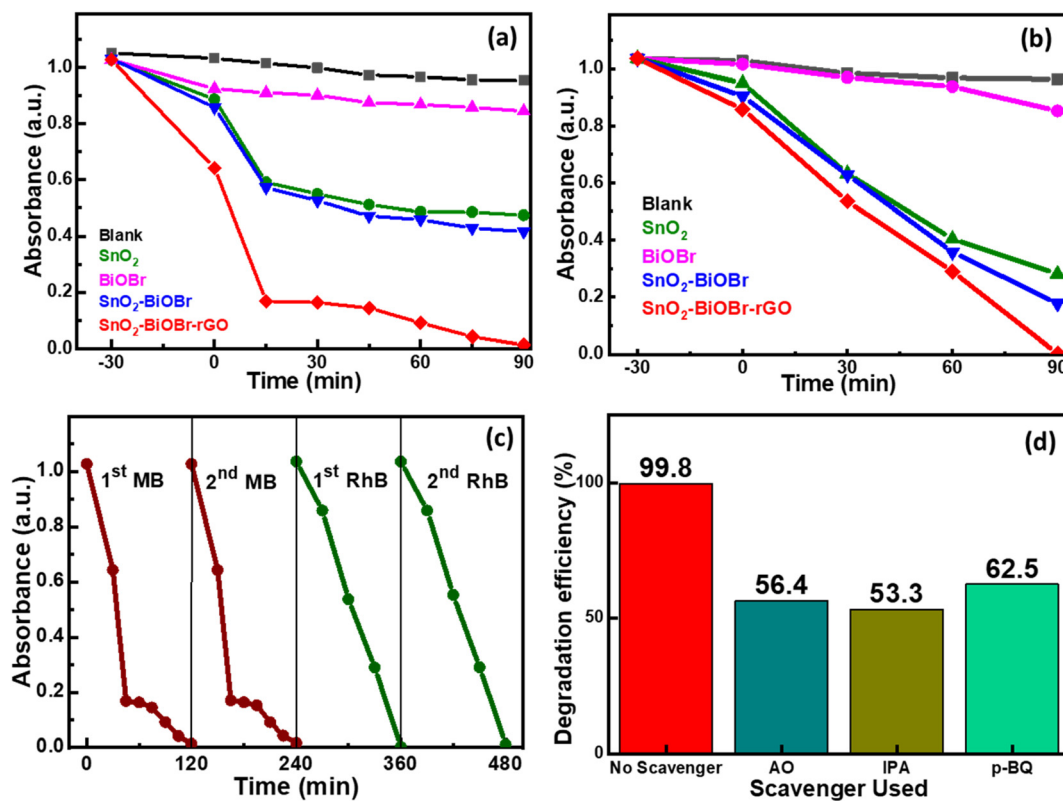 (a)
Absorbance (a.u.)
1.0
0.8
0.6
0.4
0.2
0.0
Blank
SnO₂
BiOBr
SnO₂-BiOBr
SnO₂-BiOBr-rGO
-30 0 30 60 90
Time (min)
(b)
Absorbance (a.u.)
1.0
0.8
0.6
0.4
0.2
0.0
Blank
SnO₂
BiOBr
SnO₂-BiOBr
SnO₂-BiOBr-rGO
-30 0 30 60 90
Time (min)
(c)
Absorbance (a.u.)
1.0
0.8
0.6
0.4
0.2
0.0
1st MB 2nd MB 1st RhB 2nd RhB
0 120 240 360 480
Time (min)
(d)
Degradation efficiency (%)
100
50
0
99.8
56.4
53.3
62.5
No Scavenger AO IPA p-BQ
Scavenger Used